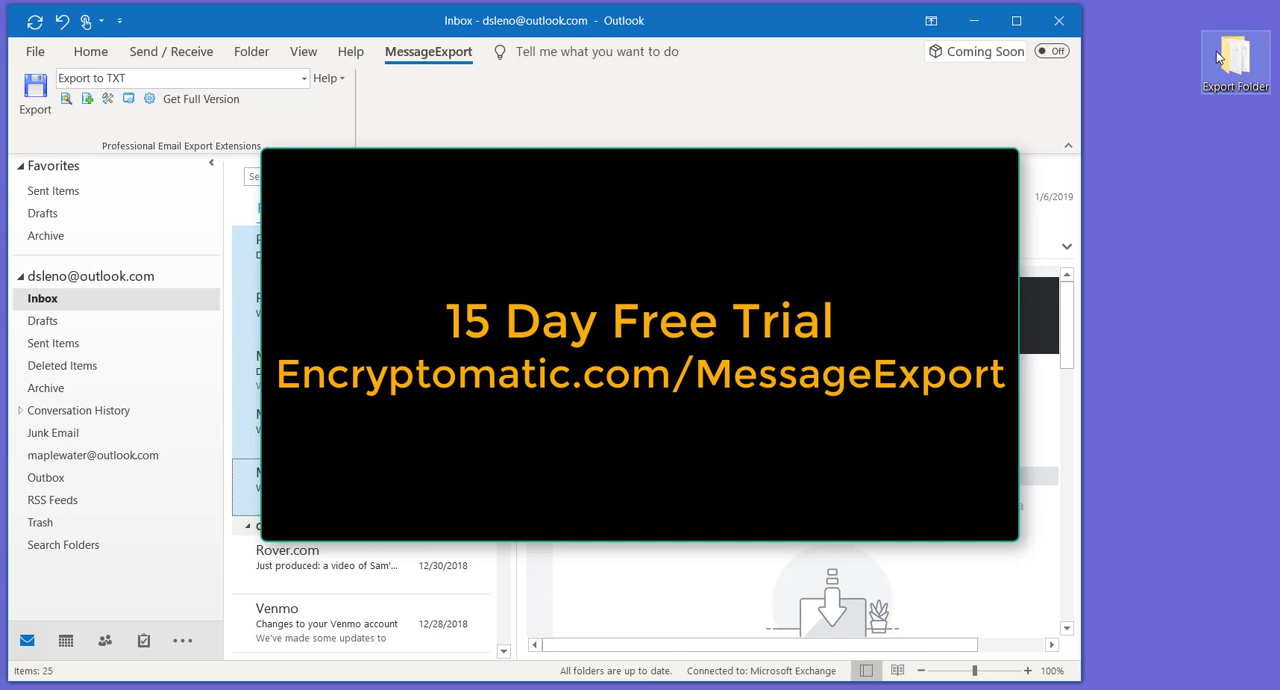 Inbox - dsleno@outlook.com - Outlook
File Home Send / Receive Folder View Help MessageExport Tell me what you want to do Coming Soon Off
Export to TXT Help
Export Get Full Version
Professional Email Export Extensions
Export Folder
Favorites
Sent Items
Drafts
Archive
dsleno@outlook.com
Inbox
Drafts
Sent Items
Deleted Items
Archive
Conversation History
Junk Email
maplewater@outlook.com
Outbox
RSS Feeds
Trash
Search Folders
1/6/2019
15 Day Free Trial
Encryptomatic.com/MessageExport
Rover.com
Just produced: a video of Sam'... 12/30/2018
Venmo
Changes to your Venmo account 12/28/2018
We've made some updates to
Items: 25 All folders are up to date. Connected to: Microsoft Exchange 100%